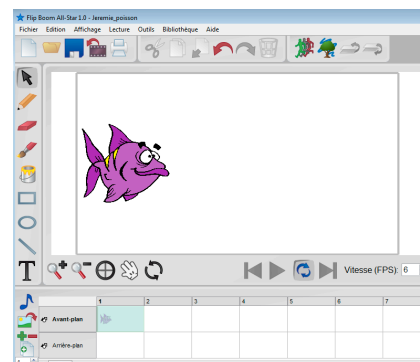 Flip Boom All-Star 1.0 - Jeremie_poisson
Fichier Edition Affichage Lecture Outils Bibliothèque Aide
T
Vitesse (FPS): 6
1 2 3 4 5 6 7
Avant-plan
Arrière-plan